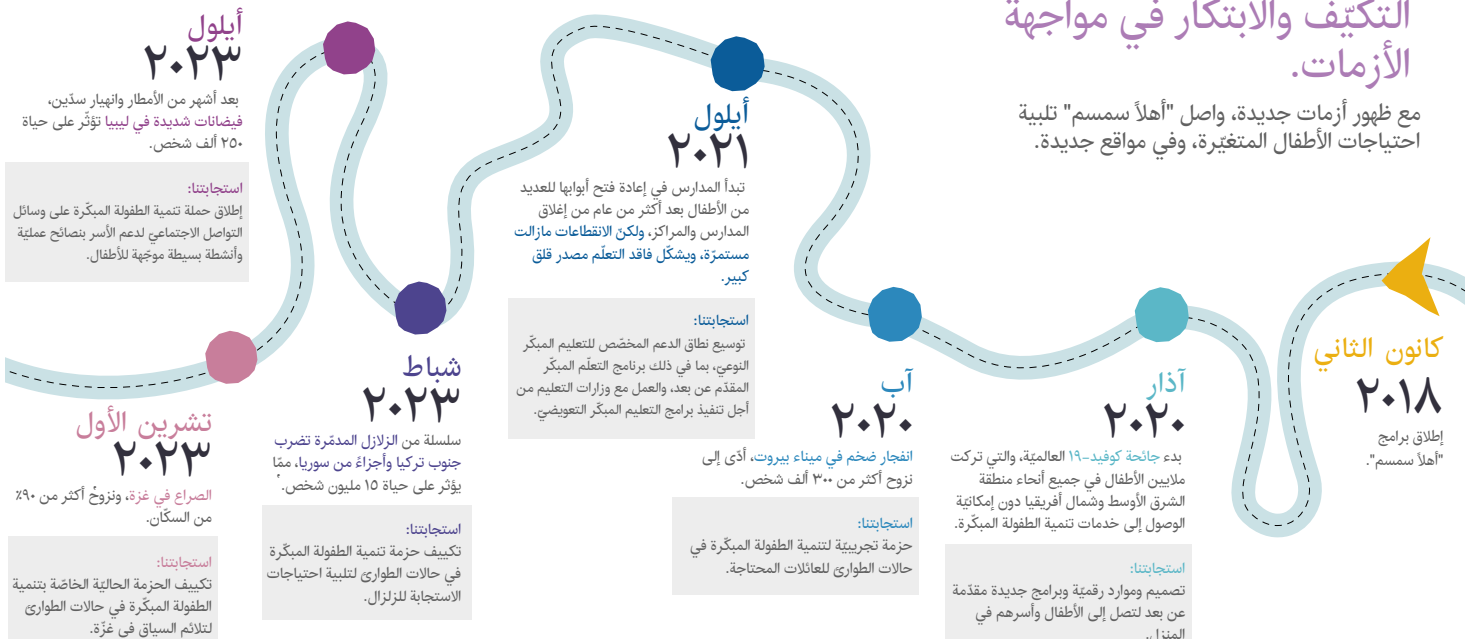 التكيّف والابتكار في مواجهة
الأزمات.
مع ظهور أزمات جديدة، واصل "أهلاً سمسم" تلبية
احتياجات الأطفال المتغيّرة، وفي مواقع جديدة.
كانون الثاني
٢٠١٨
إطلاق برامج
"أهلاً سمسم".
آذار
٢٠٢٠
بدء جائحة كوفيد-١٩ العالميّة، والتي تركت
ملايين الأطفال في جميع أنحاء منطقة
الشرق الأوسط وشمال أفريقيا دون إمكانيّة
الوصول إلى خدمات تنمية الطفولة المبكّرة.
استجابتنا:
تصميم وموارد رقميّة وبرامج جديدة مقدّمة
عن بعد لتصل إلى الأطفال وأسرهم في
المنزل.
آب
٢٠٢٠
انفجار ضخم في ميناء بيروت، أدّى إلى
نزوح أكثر من ٣٠٠ ألف شخص.
استجابتنا:
حزمة تجريبيّة لتنمية الطفولة المبكّرة في
حالات الطوارئ للعائلات المحتاجة.
أيلول
٢٠٢١
تبدأ المدارس في إعادة فتح أبوابها للعديد
من الأطفال بعد أكثر من عام من إغلاق
المدارس والمراكز، ولكنّ الانقطاعات مازالت
مستمرّة، ويشكّل فاقد التعلّم مصدر قلق
كبير.
استجابتنا:
توسيع نطاق الدعم المخصّص للتعليم المبكّر
النوعيّ، بما في ذلك برنامج التعلّم المبكّر
المقدّم عن بعد، والعمل مع وزارات التعليم من
أجل تنفيذ برامج التعليم المبكّر التعويضيّ.
شباط
٢٠٢٣
سلسلة من الزلازل المدمّرة تضرب
جنوب تركيا وأجزاءً من سوريا، ممّا
يؤثر على حياة ١٥ مليون شخص.
استجابتنا:
تكييف حزمة تنمية الطفولة المبكّرة
في حالات الطوارئ لتلبية احتياجات
الاستجابة للزلزال.
أيلول
٢٠٢٣
بعد أشهر من الأمطار وانهيار سدّين،
فيضانات شديدة في ليبيا تؤثّر على حياة
٢٥٠ ألف شخص.
استجابتنا:
إطلاق حملة تنمية الطفولة المبكّرة على وسائل
التواصل الاجتماعيّ لدعم الأسر بنصائح عمليّة
وأنشطة بسيطة موجّهة للأطفال.
تشرين الأول
٢٠٢٣
الصراع في غزة، ونزوحُ أكثر من ٩٠٪
من السكّان.
استجابتنا:
تكييف الحزمة الحاليّة الخاصّة بتنمية
الطفولة المبكّرة في حالات الطوارئ
لتلائم السياق في غزّة.